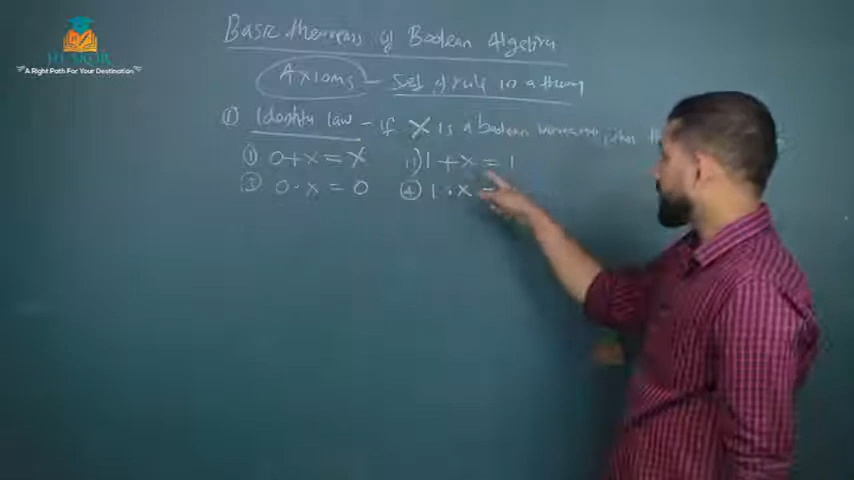 A Right Path For Your Destination
Basic theorems of Boolean Algebra
Axioms - Set of rule in a theory
① Identity law - if X is a boolean
① 0+x=x ii) 1+x=1
③ 0·x=0 ④ 1·x=